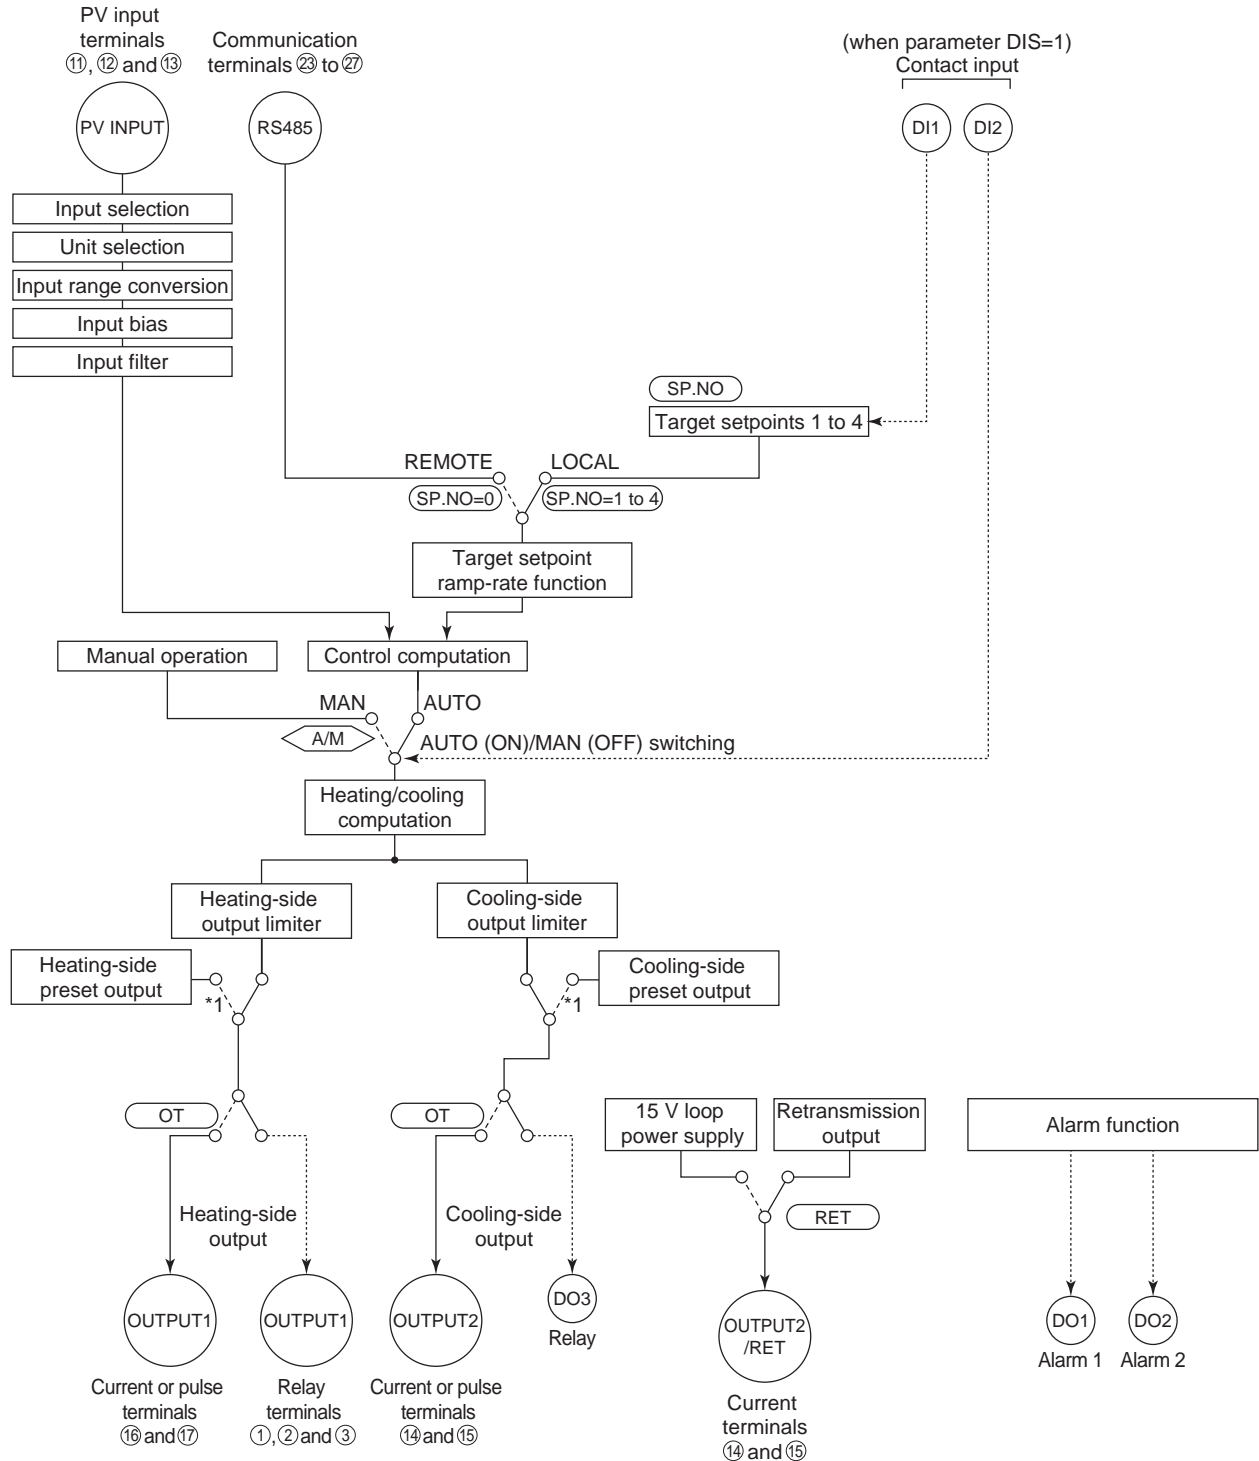 PV input
terminals
⑪, ⑫ and ⑬
Communication
terminals ㉓ to ㉗
(when parameter DIS=1)
Contact input
PV INPUT
RS485
DI1
DI2
Input selection
Unit selection
Input range conversion
Input bias
Input filter
SP.NO
Target setpoints 1 to 4
REMOTE
LOCAL
SP.NO=0
SP.NO=1 to 4
Target setpoint
ramp-rate function
Manual operation
Control computation
MAN
AUTO
A/M
AUTO (ON)/MAN (OFF) switching
Heating/cooling
computation
Heating-side
output limiter
Cooling-side
output limiter
Heating-side
preset output
*1
*1
Cooling-side
preset output
OT
OT
15 V loop
power supply
Retransmission
output
Alarm function
Heating-side
output
Cooling-side
output
RET
OUTPUT1
OUTPUT1
OUTPUT2
DO3
Relay
OUTPUT2
/RET
DO1
DO2
Alarm 1
Alarm 2
Current or pulse
terminals
⑯ and ⑰
Relay
terminals
①, ② and ③
Current or pulse
terminals
⑭ and ⑮
Current
terminals
⑭ and ⑮